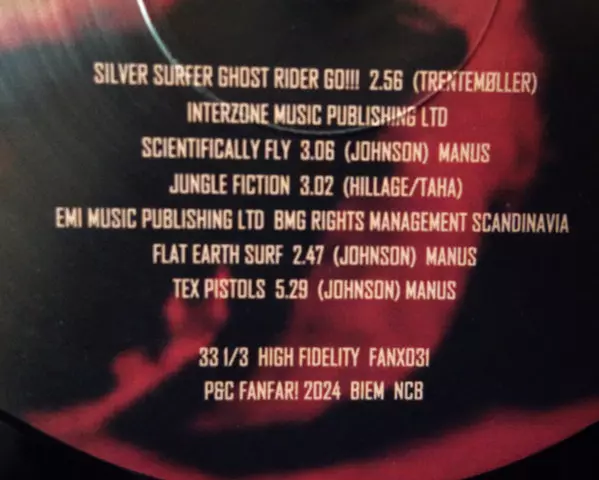 SILVER SURFER GHOST RIDER GO!!! 2.56 (TRENTEMØLLER)
INTERZONE MUSIC PUBLISHING LTD
SCIENTIFICALLY FLY 3.06 (JOHNSON) MANUS
JUNGLE FICTION 3.02 (HILLAGE/TAHA)
EMI MUSIC PUBLISHING LTD BMG RIGHTS MANAGEMENT SCANDINAVIA
FLAT EARTH SURF 2.47 (JOHNSON) MANUS
TEX PISTOLS 5.29 (JOHNSON) MANUS
33 1/3 HIGH FIDELITY FANX031
P&C FANFAR! 2024 BIEM NCB